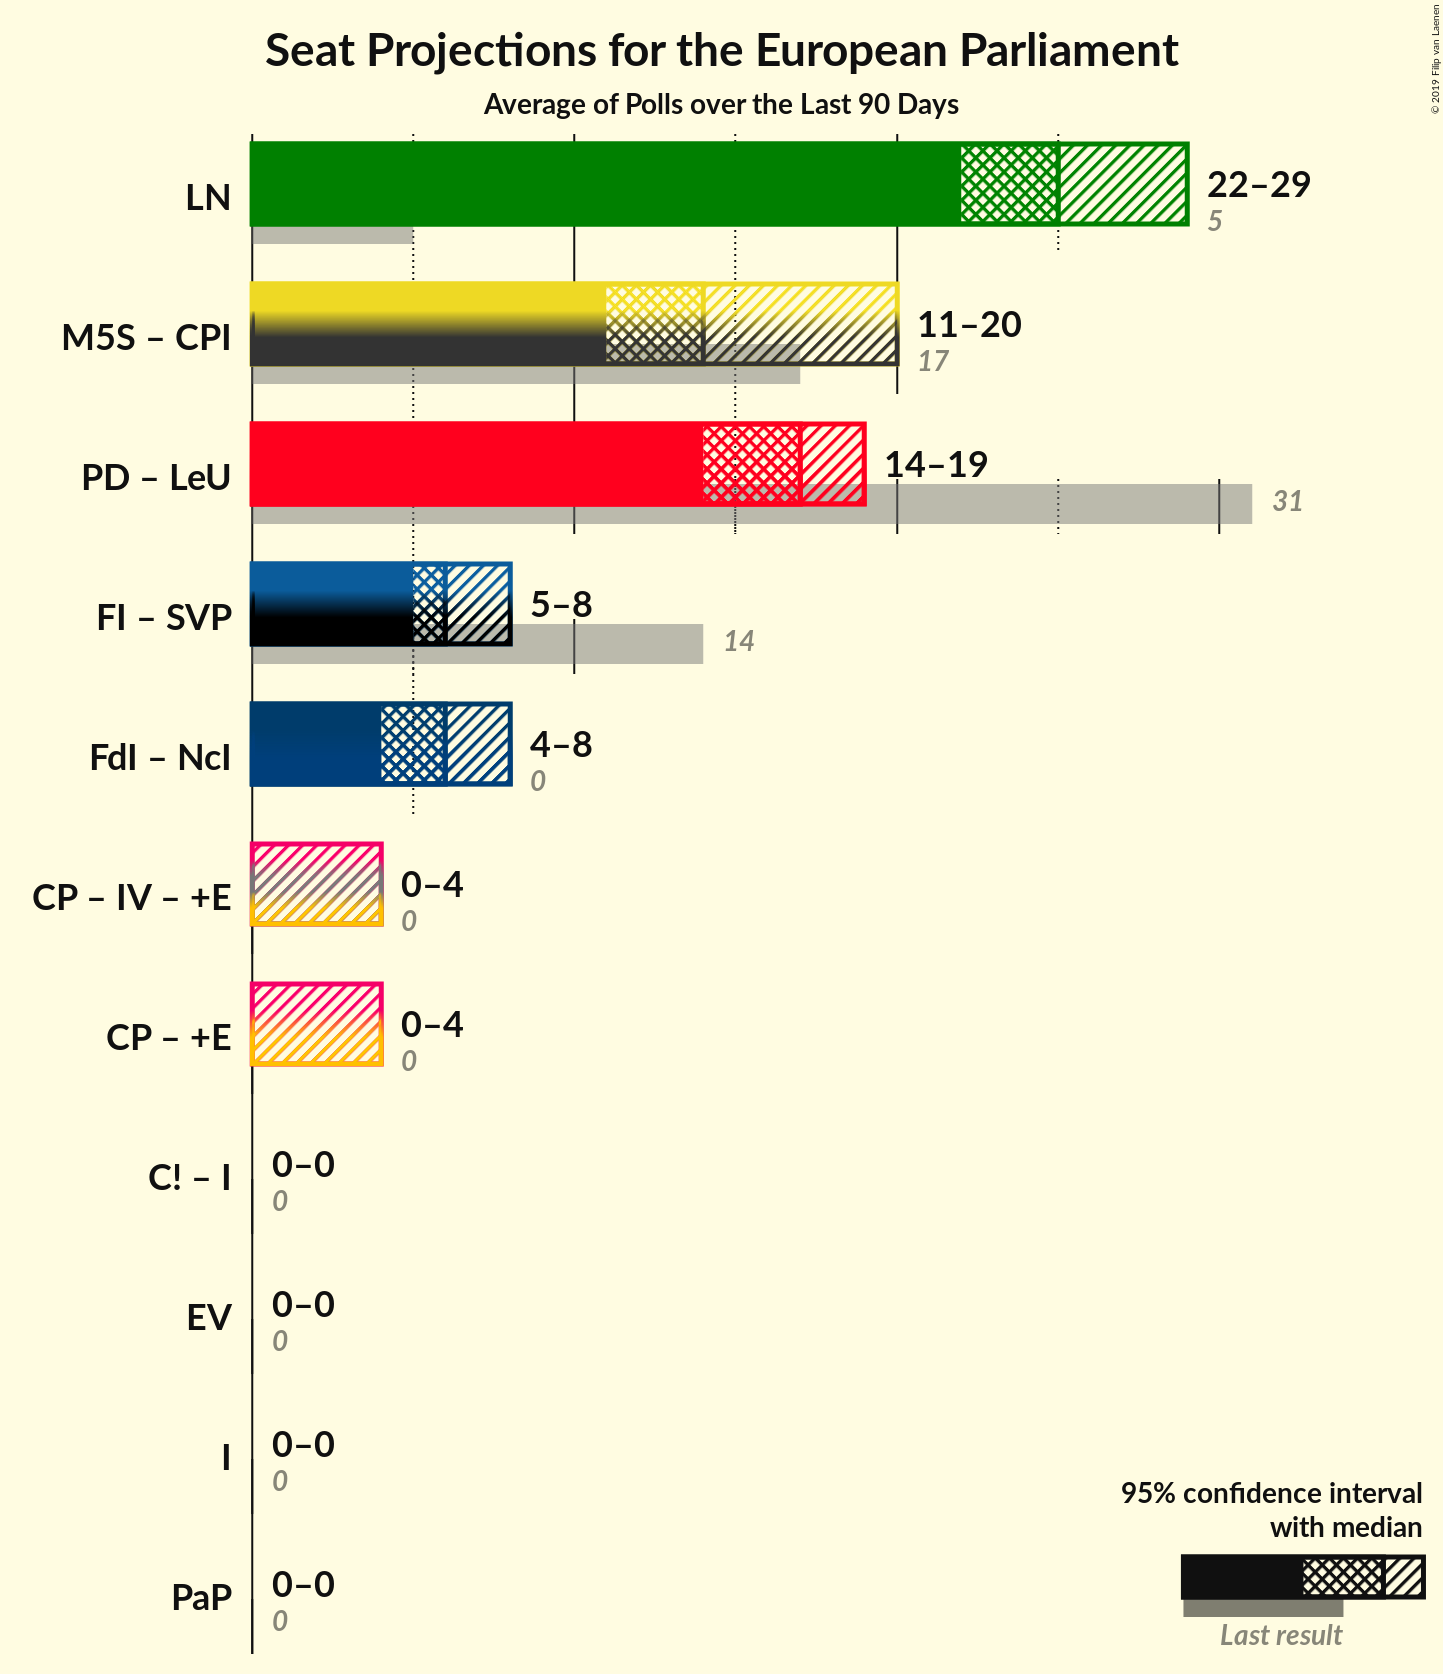 Seat Projections for the European Parliament
Average of Polls over the Last 90 Days
© 2019 Filip van Laenen
LN
22–29
5
M5S – CPI
11–20
17
PD – LeU
14–19
31
FI – SVP
5–8
14
FdI – NcI
4–8
0
CP – IV – +E
0–4
0
CP – +E
0–4
0
C! – I
0–0
0
EV
0–0
0
I
0–0
0
PaP
0–0
0
95% confidence interval
with median
Last result